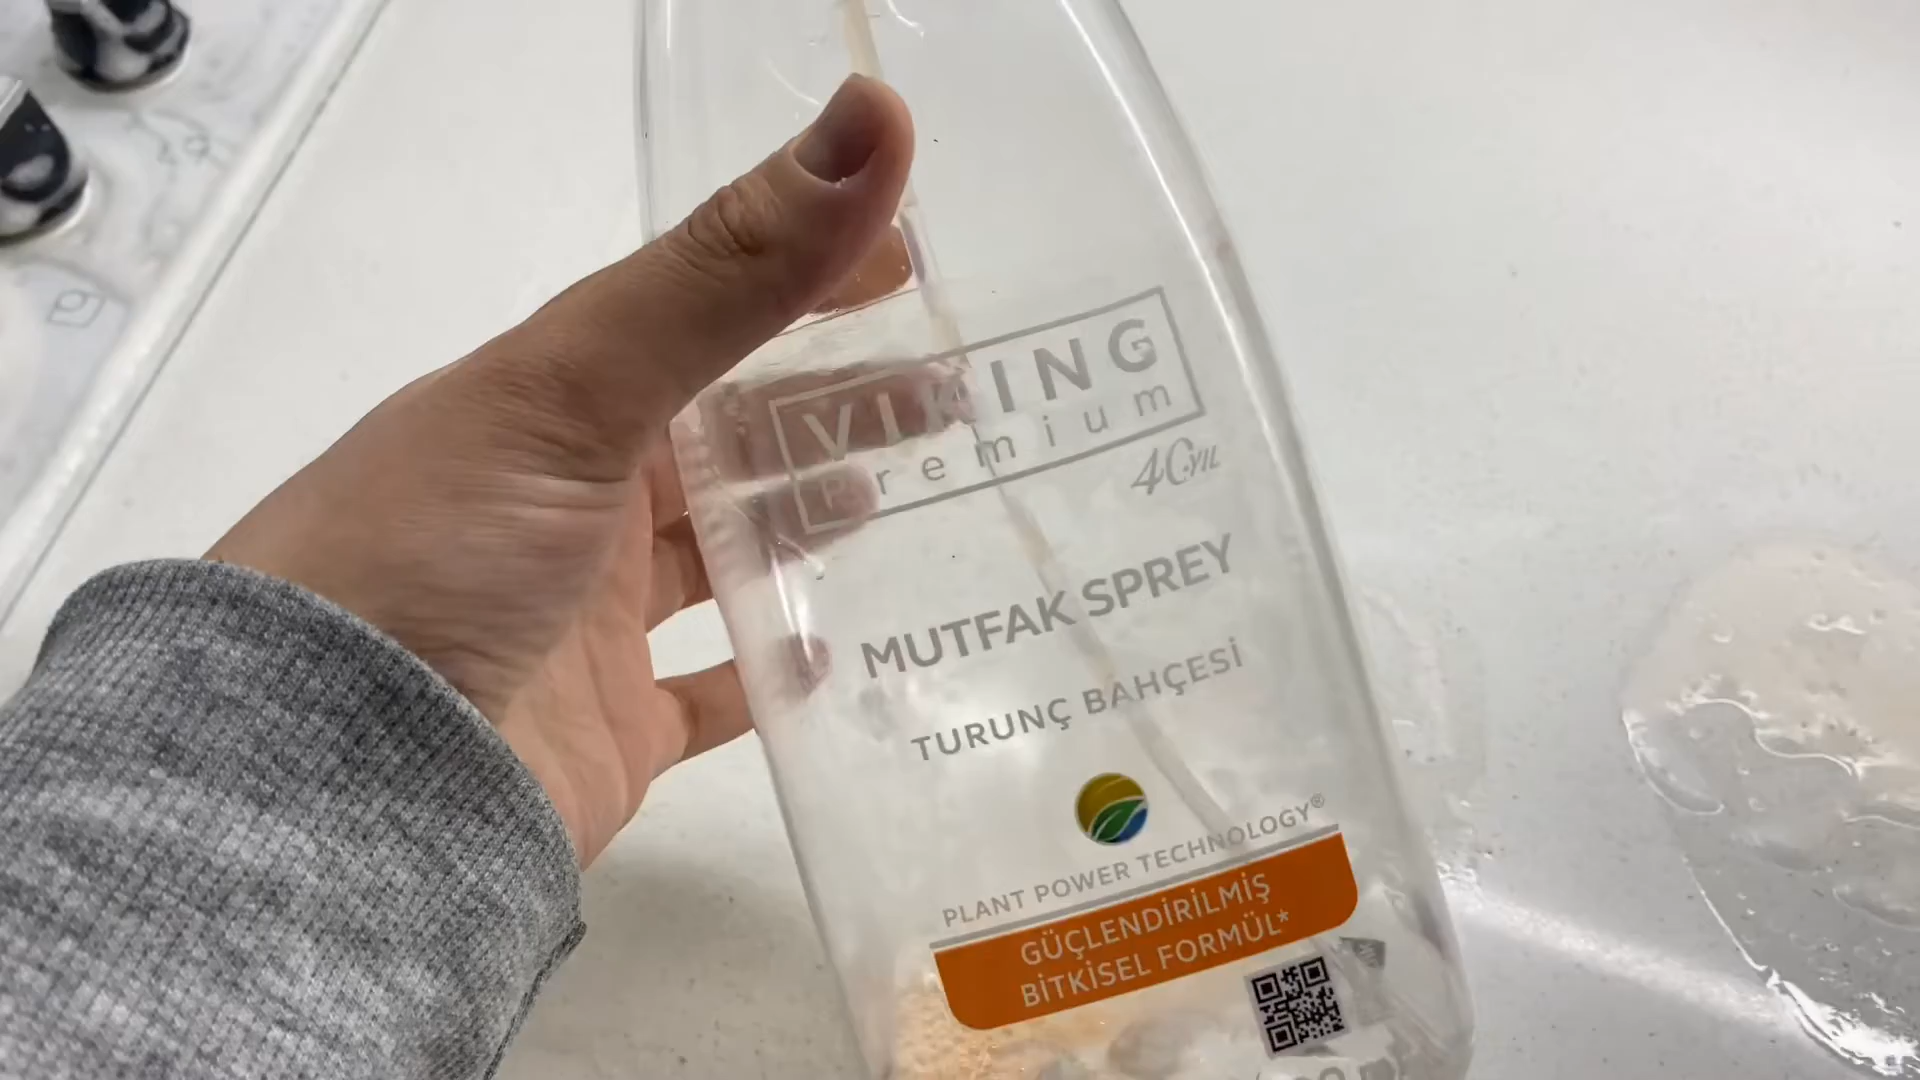 VIKING
Premium
40.YIL
MUTFAK SPREY
TURUNÇ BAHÇESİ
PLANT POWER TECHNOLOGY®
GÜÇLENDİRİLMİŞ
BİTKİSEL FORMÜL*